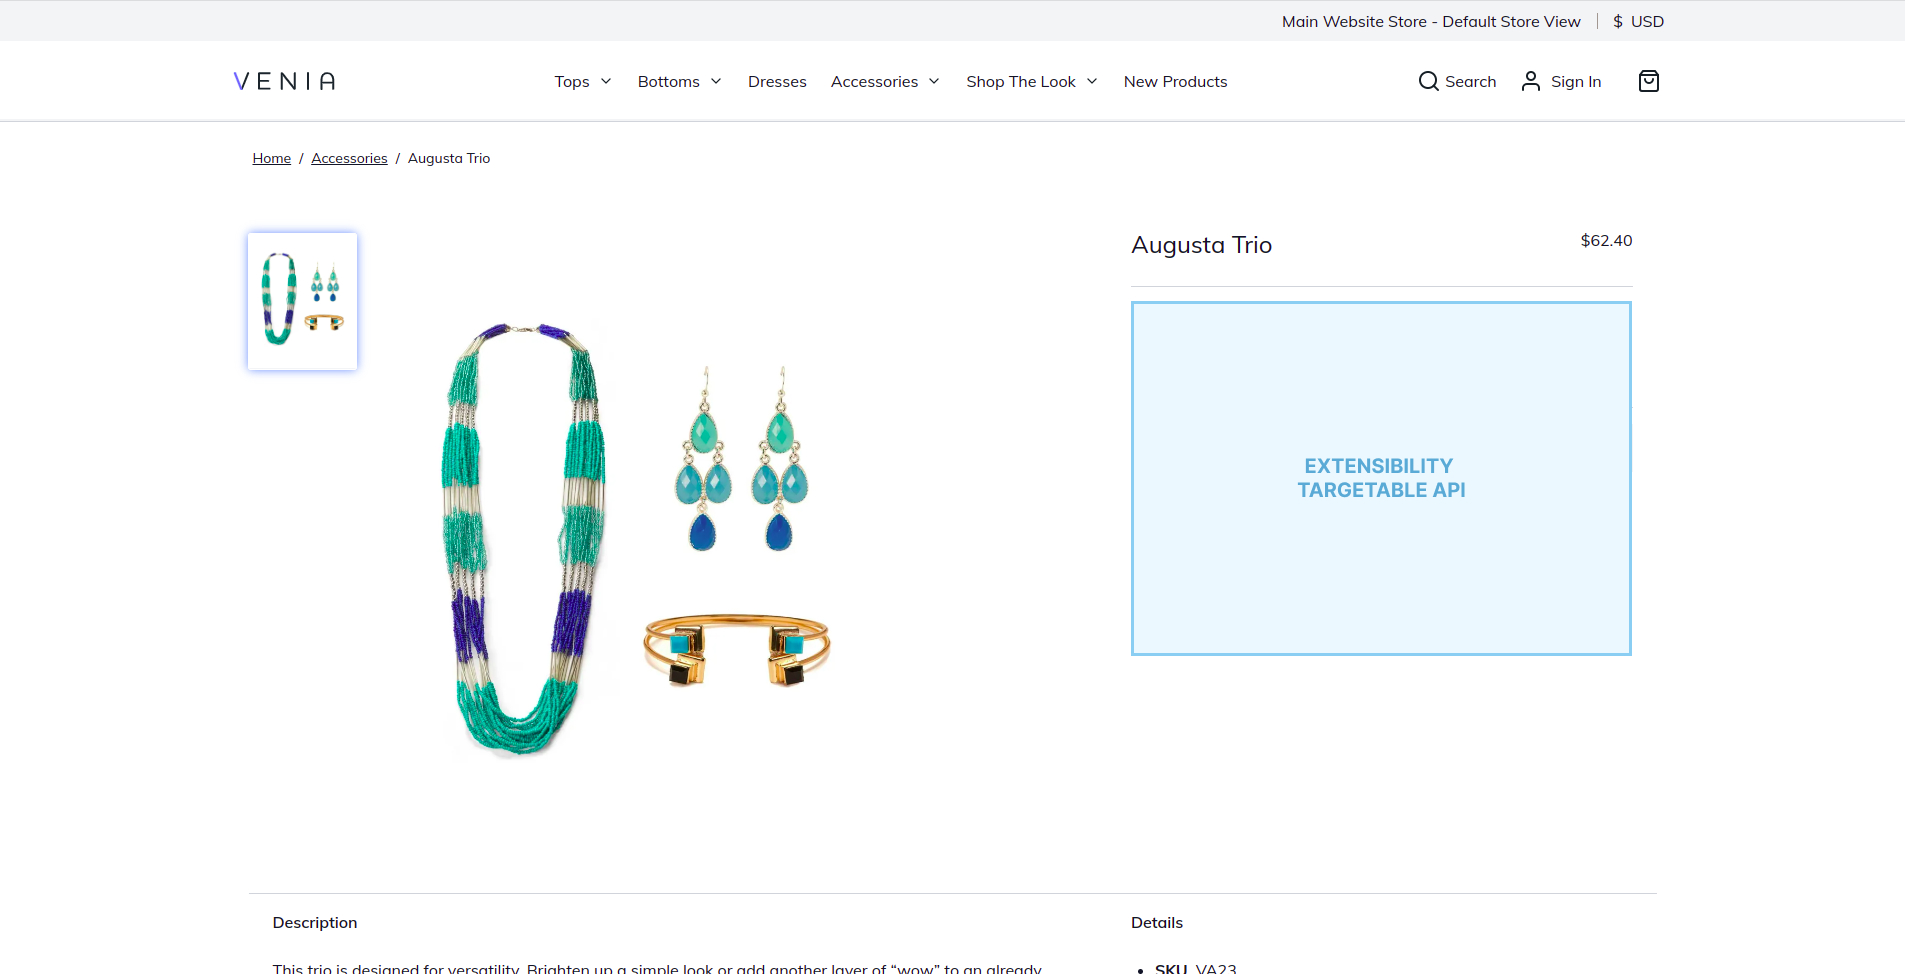 Main Website Store - Default Store View $ USD
VENIA Tops Bottoms Dresses Accessories Shop The Look New Products Search Sign In
Home / Accessories / Augusta Trio
Augusta Trio $62.40
EXTENSIBILITY
TARGETABLE API
Description
Details
This trio is designed for versatility. Brighten up a simple look or add another layer of “wow” to an already
• SKU VA23